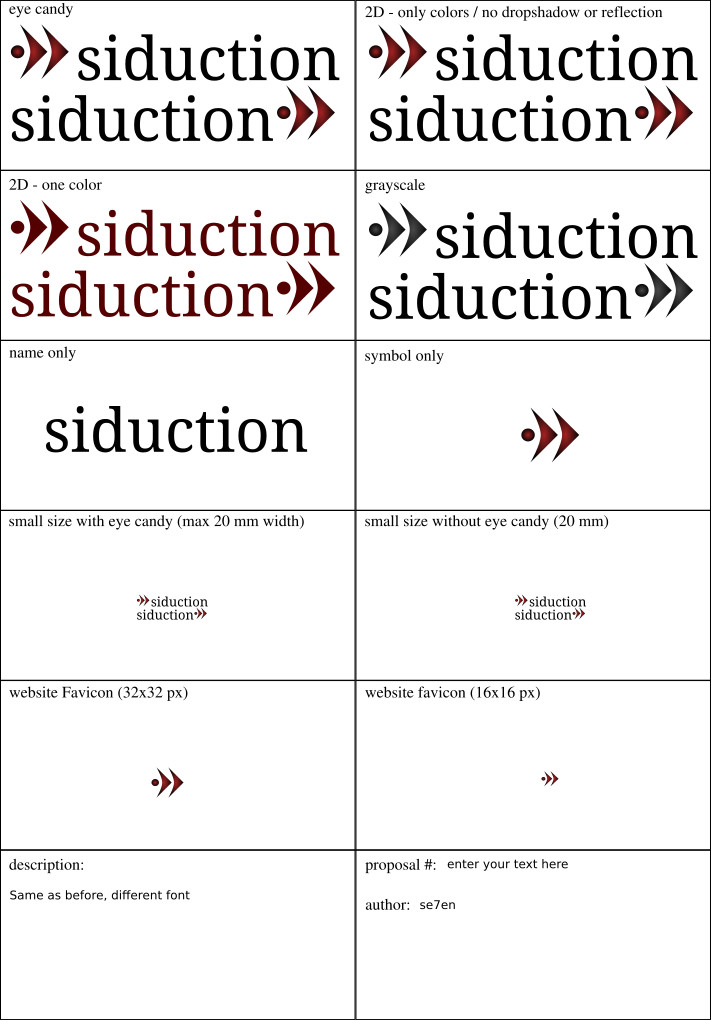 eye candy
siduction
siduction
2D - only colors / no dropshadow or reflection
siduction
siduction
2D - one color
siduction
siduction
grayscale
siduction
siduction
name only
siduction
symbol only
small size with eye candy (max 20 mm width)
siduction
siduction
small size without eye candy (20 mm)
siduction
siduction
website Favicon (32x32 px)
website favicon (16x16 px)
description:
Same as before, different font
proposal #: enter your text here
author: se7en